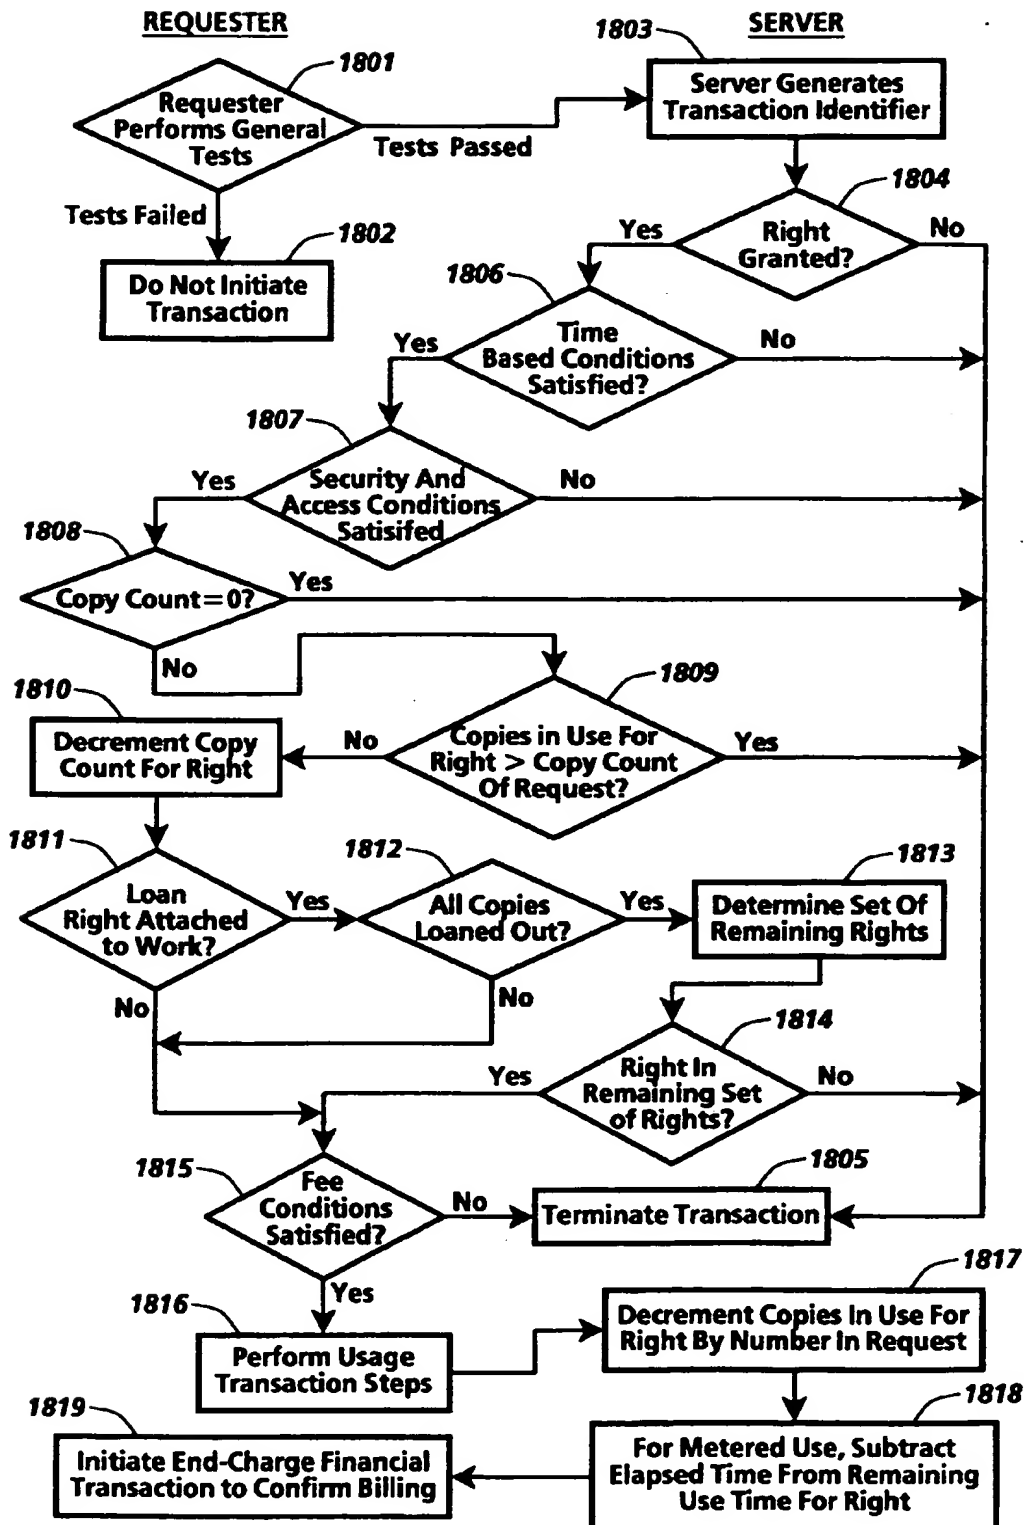 REQUESTER
SERVER
1801
1803
Requester
Performs General
Tests
Server Generates
Transaction Identifier
Tests Passed
1804
Tests Failed
1802
Yes
Right
Granted?
No
Do Not Initiate
Transaction
1806
Yes
Time
Based Conditions
Satisfied?
No
1807
Yes
Security And
Access Conditions
Satisifed
No
1808
Copy Count=0?
Yes
No
1809
1810
Decrement Copy
Count For Right
No
Copies in Use For
Right > Copy Count
Of Request?
Yes
1811
1812
1813
Loan
Right Attached
to Work?
Yes
All Copies
Loaned Out?
Yes
Determine Set Of
Remaining Rights
No
No
1814
Yes
Right In
Remaining Set
of Rights?
No
1815
1805
Fee
Conditions
Satisfied?
No
Terminate Transaction
Yes
1816
1817
Perform Usage
Transaction Steps
Decrement Copies In Use For
Right By Number In Request
1819
1818
Initiate End-Charge Financial
Transaction to Confirm Billing
For Metered Use, Subtract
Elapsed Time From Remaining
Use Time For Right